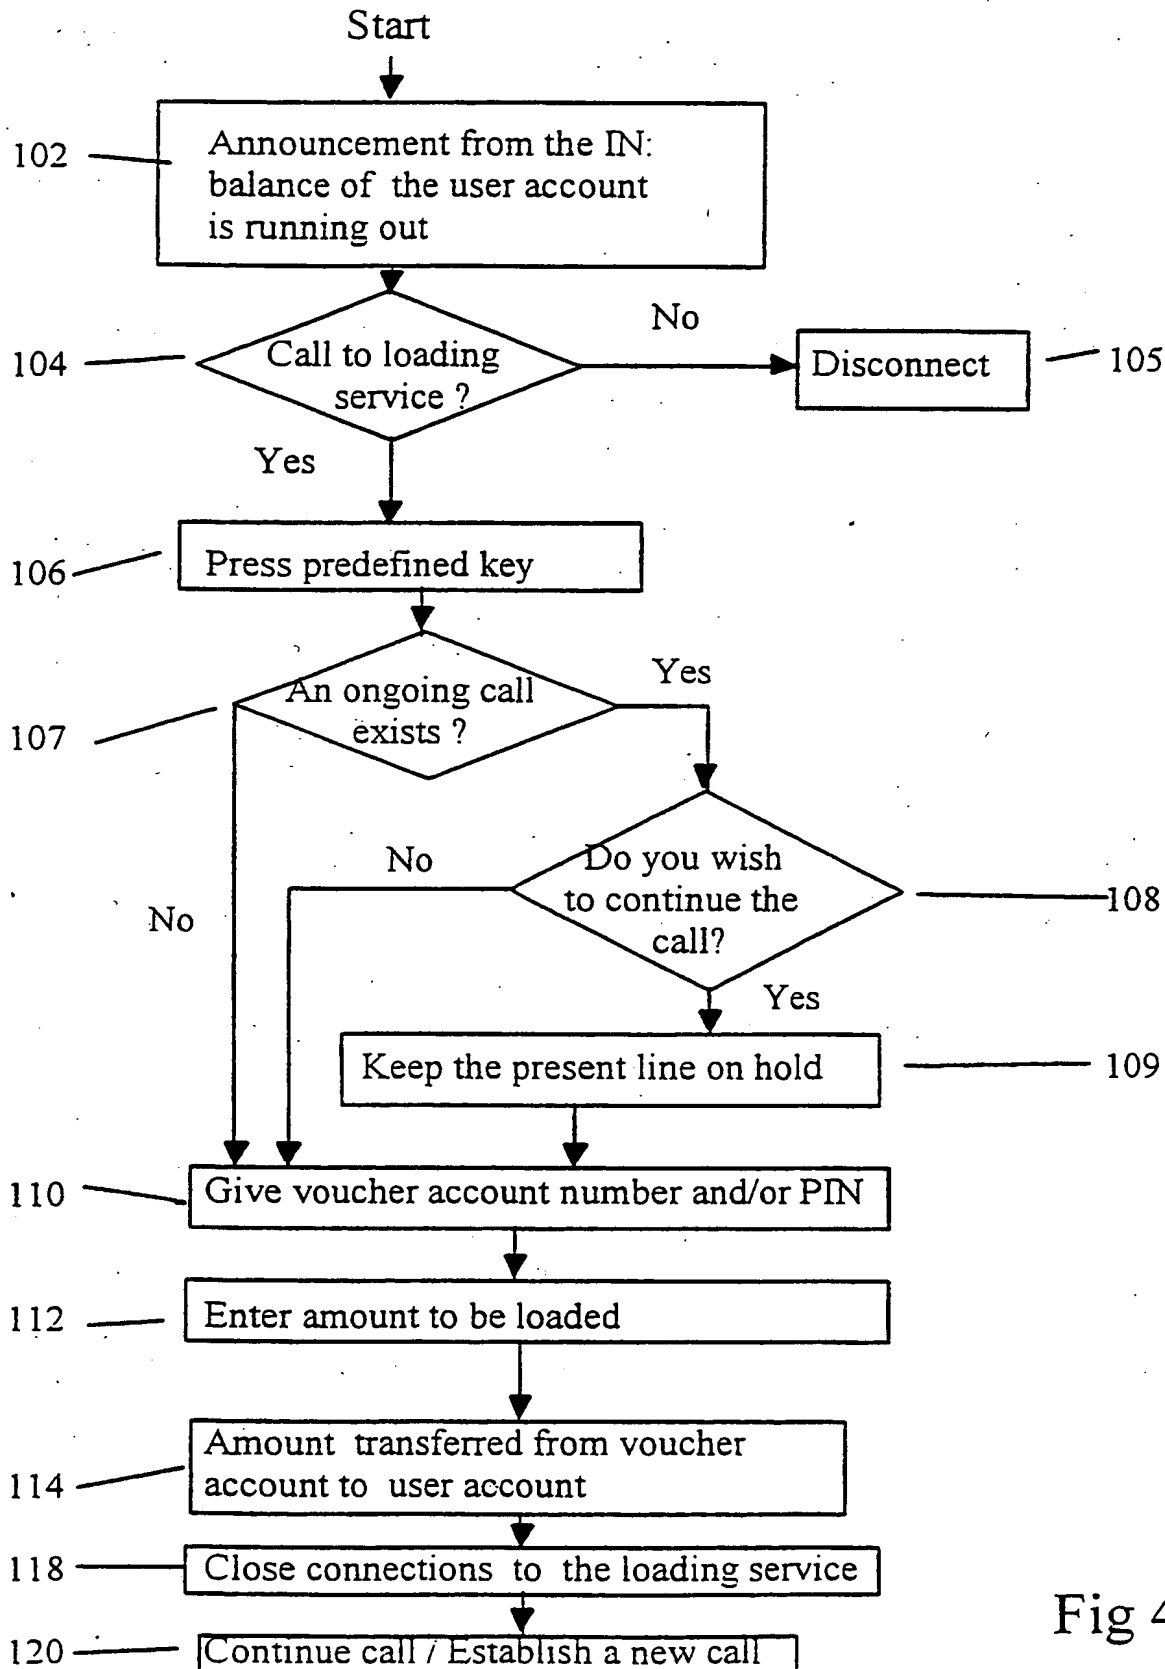 Start
102
Announcement from the IN:
balance of the user account
is running out
104
Call to loading
service ?
No
Disconnect
105
Yes
106
Press predefined key
107
An ongoing call
exists ?
Yes
No
Do you wish
to continue the
call?
108
No
Yes
Keep the present line on hold
109
110
Give voucher account number and/or PIN
112
Enter amount to be loaded
114
Amount transferred from voucher
account to user account
118
Close connections to the loading service
120
Continue call / Establish a new call
Fig 4